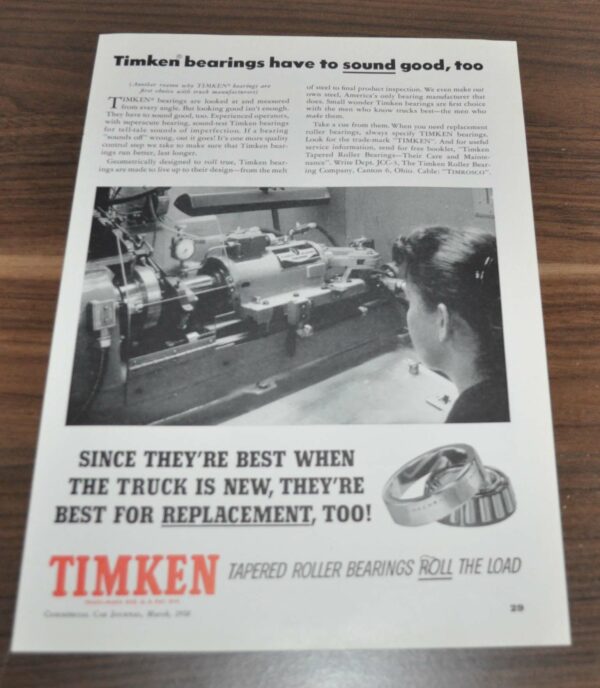 Timken® bearings have to sound good, too
(Another reason why TIMKEN® bearings are
first choice with truck manufacturers)
TIMKEN® bearings are looked at and measured
from every angle. But looking good isn't enough.
They have to sound good, too. Experienced operators,
with superacute hearing, sound-test Timken bearings
for tell-tale sounds of imperfection. If a bearing
"sounds off" wrong, out it goes! It's one more quality
control step we take to make sure that Timken bear-
ings run better, last longer.
Geometrically designed to roll true, Timken bear-
ings are made to live up to their design—from the melt
of steel to final product inspection. We even make our
own steel, America's only bearing manufacturer that
does. Small wonder Timken bearings are first choice
with the men who know trucks best—the men who
make them.
Take a cue from them. When you need replacement
roller bearings, always specify TIMKEN bearings.
Look for the trade-mark "TIMKEN". And for useful
service information, send for free booklet, "Timken
Tapered Roller Bearings—Their Care and Mainte-
nance". Write Dept. JCC-3, The Timken Roller Bear-
ing Company, Canton 6, Ohio. Cable: "TIMROSCO".
SINCE THEY'RE BEST WHEN
THE TRUCK IS NEW, THEY'RE
BEST FOR REPLACEMENT, TOO!
TIMKEN
TAPERED ROLLER BEARINGS ROLL THE LOAD
COMMERCIAL CAR JOURNAL, March, 1958
29